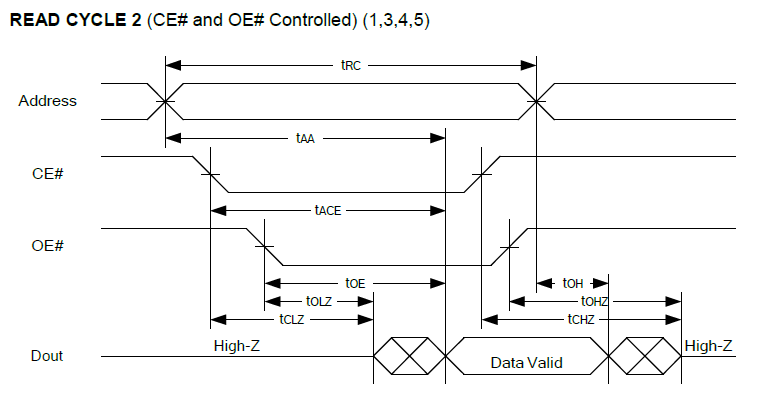 READ CYCLE 2 (CE# and OE# Controlled) (1,3,4,5)
tRC
Address
tAA
CE#
tACE
OE#
tOE
tOH
tOLZ
tOHZ
tCLZ
tCHZ
High-Z
High-Z
Dout
Data Valid